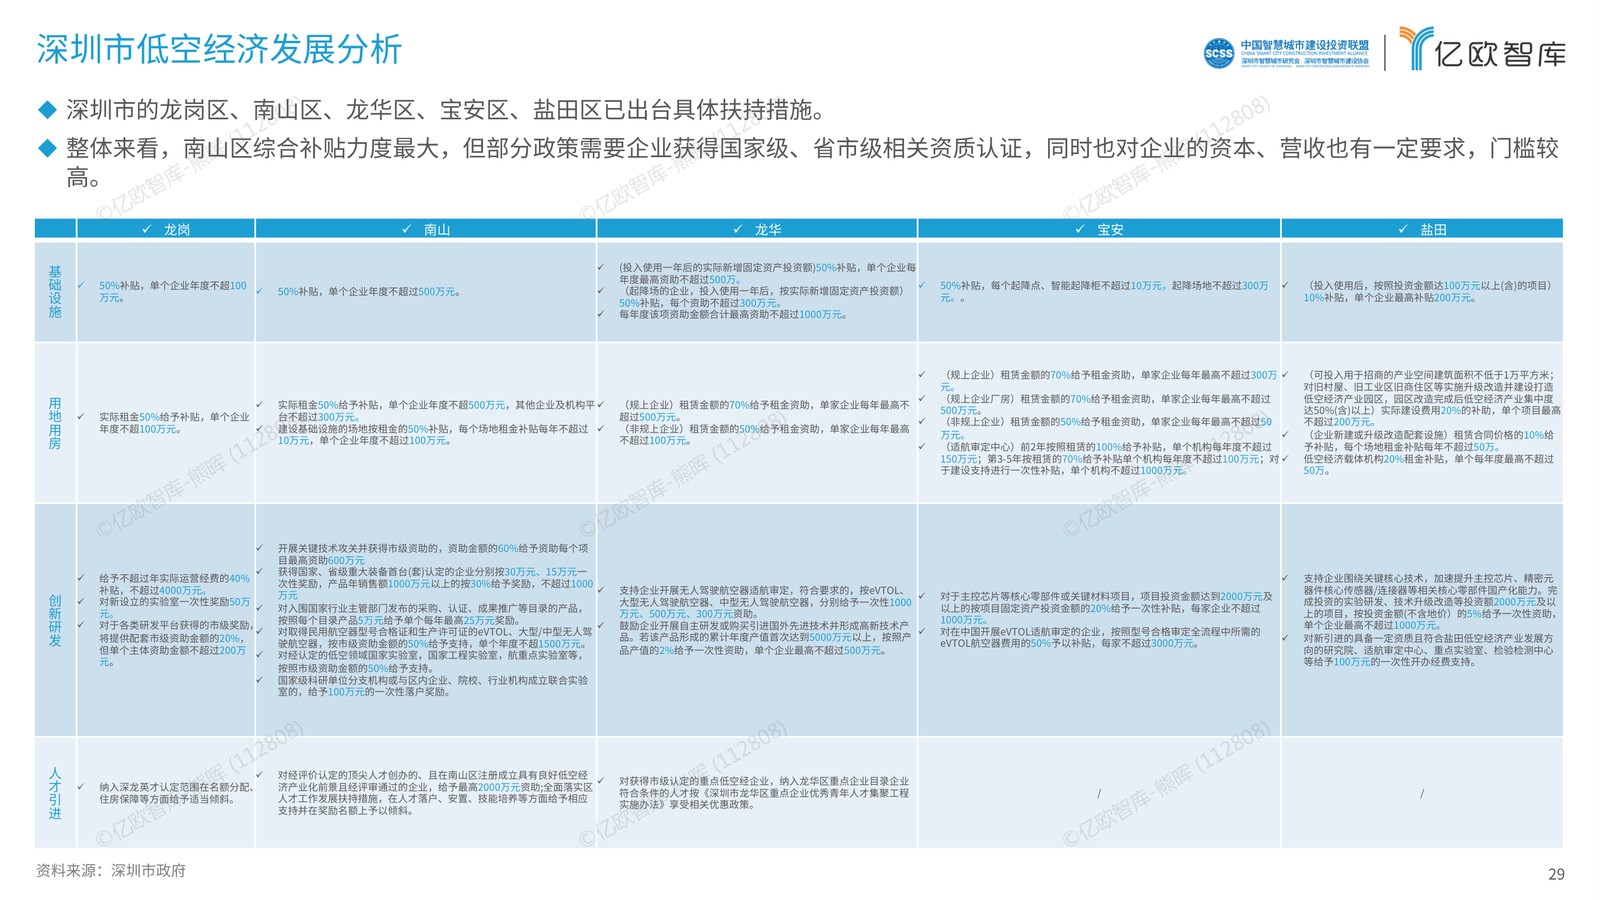 深圳市低空经济发展分析
SCSS
中国智慧城市建设投资联盟
CHINA SMART CITY CONSTRUCTION INVESTMENT ALLIANCE
深圳市智慧城市研究会 深圳市智慧城市建设协会
亿欧智库
深圳市的龙岗区、南山区、龙华区、宝安区、盐田区已出台具体扶持措施。
整体来看，南山区综合补贴力度最大，但部分政策需要企业获得国家级、省市级相关资质认证，同时也对企业的资本、营收也有一定要求，门槛较
高。
✓ 龙岗
✓ 南山
✓ 龙华
✓ 宝安
✓ 盐田
基础设施
✓ 50%补贴，单个企业年度不超100
万元。
✓ 50%补贴，单个企业年度不超过500万元。
✓ (投入使用一年后的实际新增固定资产投资额)50%补贴，单个企业每
年度最高资助不超过500万。
✓ （起降场的企业，投入使用一年后，按实际新增固定资产投资额）
50%补贴，每个资助不超过300万元。
✓ 每年度该项资助金额合计最高资助不超过1000万元。
✓ 50%补贴，每个起降点、智能起降柜不超过10万元，起降场地不超过300万
元。。
✓ （投入使用后，按照投资金额达100万元以上(含)的项目）
10%补贴，单个企业最高补贴200万元。
用地用房
✓ 实际租金50%给予补贴，单个企业
年度不超100万元。
✓ 实际租金50%给予补贴，单个企业年度不超500万元，其他企业及机构平
台不超过300万元。
✓ 建设基础设施的场地按租金的50%补贴，每个场地租金补贴每年不超过
10万元，单个企业年度不超过100万元。
✓ （规上企业）租赁金额的70%给予租金资助，单家企业每年最高不
超过500万元。
✓ （非规上企业）租赁金额的50%给予租金资助，单家企业每年最高
不超过100万元。
✓ （规上企业）租赁金额的70%给予租金资助，单家企业每年最高不超过300万
元。
✓ （规上企业厂房）租赁金额的70%给予租金资助，单家企业每年最高不超过
500万元。
✓ （非规上企业）租赁金额的50%给予租金资助，单家企业每年最高不超过50
万元。
✓ （适航审定中心）前2年按照租赁的100%给予补贴，单个机构每年度不超过
150万元；第3-5年按租赁的70%给予补贴单个机构每年度不超过100万元；对
于建设支持进行一次性补贴，单个机构不超过1000万元。
✓ （可投入用于招商的产业空间建筑面积不低于1万平方米；
对旧村屋、旧工业区旧商住区等实施升级改造并建设打造
低空经济产业园区，园区改造完成后低空经济产业集中度
达50%(含)以上）实际建设费用20%的补助，单个项目最高
不超过200万元。
✓ （企业新建或升级改造配套设施）租赁合同价格的10%给
予补贴，每个场地租金补贴每年不超过50万。
✓ 低空经济载体机构20%租金补贴，单个每年度最高不超过
50万。
创新研发
✓ 给予不超过年实际运营经费的40%
补贴，不超过4000万元。
✓ 对新设立的实验室一次性奖励50万
元。
✓ 对于各类研发平台获得的市级奖励，
将提供配套市级资助金额的20%，
但单个主体资助金额不超过200万
元。
✓ 开展关键技术攻关并获得市级资助的，资助金额的60%给予资助每个项
目最高资助600万元
✓ 获得国家、省级重大装备首台(套)认定的企业分别按30万元、15万元一
次性奖励，产品年销售额1000万元以上的按30%给予奖励，不超过1000
万元
✓ 对入围国家行业主管部门发布的采购、认证、成果推广等目录的产品，
按照每个目录产品5万元给予单个每年最高25万元奖励。
✓ 对取得民用航空器型号合格证和生产许可证的eVTOL、大型/中型无人驾
驶航空器，按市级资助金额的50%给予支持，单个年度不超1500万元。
✓ 对经认定的低空领域国家实验室，国家工程实验室，航重点实验室等，
按照市级资助金额的50%给予支持。
✓ 国家级科研单位分支机构或与区内企业、院校、行业机构成立联合实验
室的，给予100万元的一次性落户奖励。
✓ 支持企业开展无人驾驶航空器适航审定，符合要求的，按eVTOL、
大型无人驾驶航空器、中型无人驾驶航空器，分别给予一次性1000
万元、500万元、300万元资助。
✓ 鼓励企业开展自主研发或购买引进国外先进技术并形成高新技术产
品。若该产品形成的累计年度产值首次达到5000万元以上，按照产
品产值的2%给予一次性资助，单个企业最高不超过500万元。
✓ 对于主控芯片等核心零部件或关键材料项目，项目投资金额达到2000万元及
以上的按项目固定资产投资金额的20%给予一次性补贴，每家企业不超过
1000万元。
✓ 对在中国开展eVTOL适航审定的企业，按照型号合格审定全流程中所需的
eVTOL航空器费用的50%予以补贴，每家不超过3000万元。
✓ 支持企业围绕关键核心技术，加速提升主控芯片、精密元
器件核心传感器/连接器等相关核心零部件国产化能力。完
成投资的实验研发、技术升级改造等投资额2000万元及以
上的项目，按投资金额(不含地价）的5%给予一次性资助，
单个企业最高不超过1000万元。
✓ 对新引进的具备一定资质且符合盐田低空经济产业发展方
向的研究院、适航审定中心、重点实验室、检验检测中心
等给予100万元的一次性开办经费支持。
人才引进
✓ 纳入深龙英才认定范围在名额分配、
住房保障等方面给予适当倾斜。
✓ 对经评价认定的顶尖人才创办的、且在南山区注册成立具有良好低空经
济产业化前景且经评审通过的企业，给予最高2000万元资助;全面落实区
人才工作发展扶持措施，在人才落户、安置、技能培养等方面给予相应
支持并在奖励名额上予以倾斜。
✓ 对获得市级认定的重点低空经企业，纳入龙华区重点企业目录企业
符合条件的人才按《深圳市龙华区重点企业优秀青年人才集聚工程
实施办法》享受相关优惠政策。
/
/
资料来源：深圳市政府
29
©亿欧智库-熊晖 (112808)
©亿欧智库-熊晖 (112808)
©亿欧智库-熊晖 (112808)
©亿欧智库-熊晖 (112808)
©亿欧智库-熊晖 (112808)
©亿欧智库-熊晖 (112808)
©亿欧智库-熊晖 (112808)
©亿欧智库-熊晖 (112808)
©亿欧智库-熊晖 (112808)